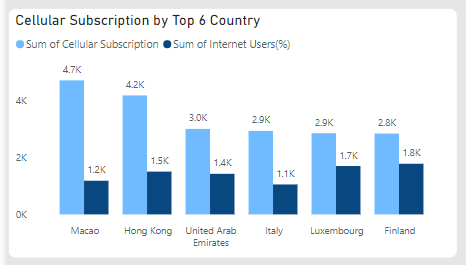 Cellular Subscription by Top 6 Country
Sum of Cellular Subscription Sum of Internet Users(%)
4.7K
4.2K
3.0K
2.9K
2.9K
2.8K
1.2K
1.5K
1.4K
1.1K
1.7K
1.8K
4K
2K
0K
Macao
Hong Kong
United Arab
Emirates
Italy
Luxembourg
Finland